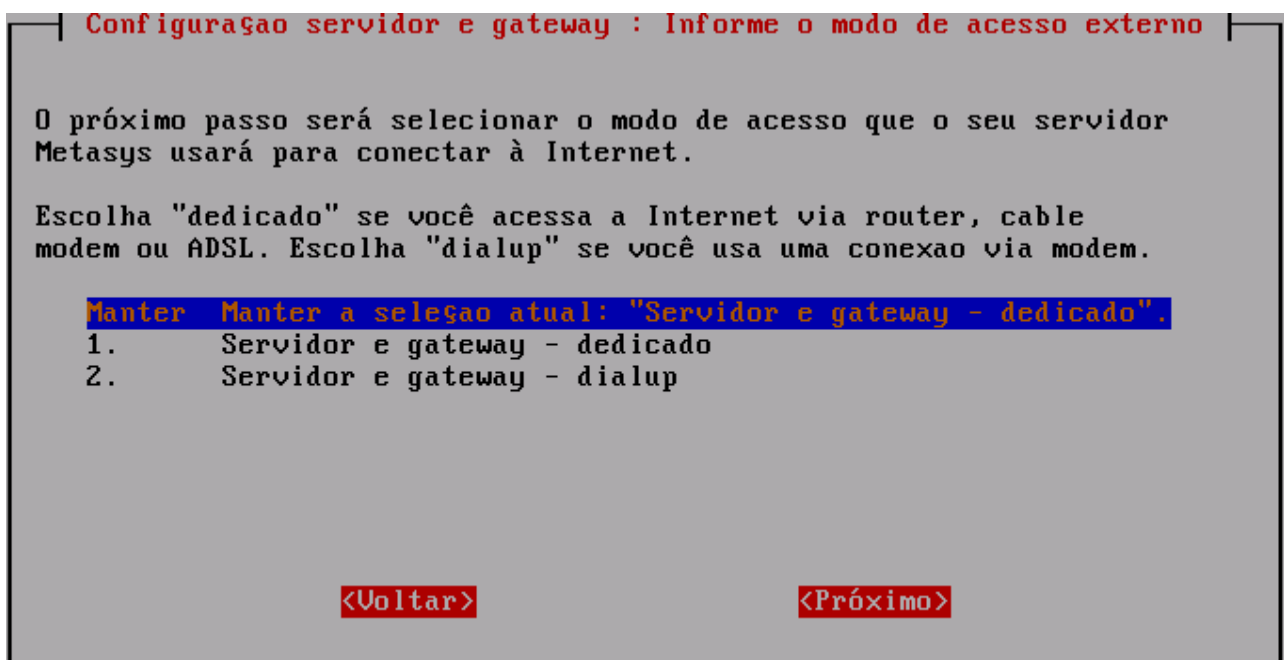 Configuraşao servidor e gateway : Informe o modo de acesso externo
O próximo passo será selecionar o modo de acesso que o seu servidor
Metasys usará para conectar à Internet.
Escolha "dedicado" se você acessa a Internet via router, cable
modem ou ADSL. Escolha "dialup" se você usa uma conexao via modem.
Manter Manter a seleşao atual: "Servidor e gateway - dedicado".
1. Servidor e gateway - dedicado
2. Servidor e gateway - dialup
<Voltar> <Próximo>